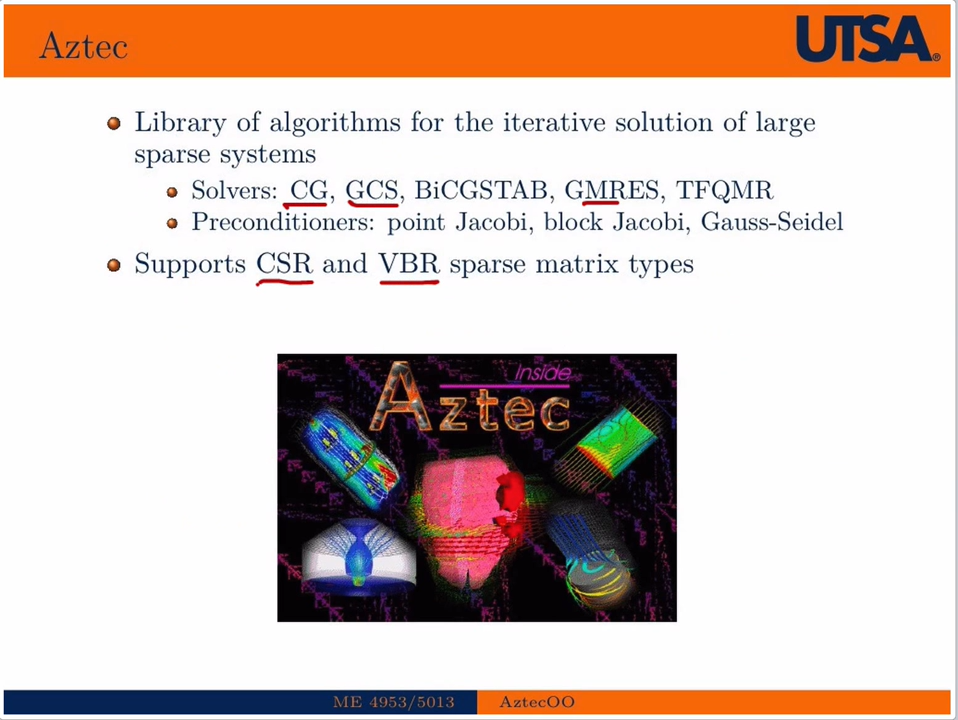 Aztec
UTSA®
Library of algorithms for the iterative solution of large
sparse systems
Solvers: CG, GCS, BiCGSTAB, GMRES, TFQMR
Preconditioners: point Jacobi, block Jacobi, Gauss-Seidel
Supports CSR and VBR sparse matrix types
Inside
Aztec
ME 4953/5013
AztecOO